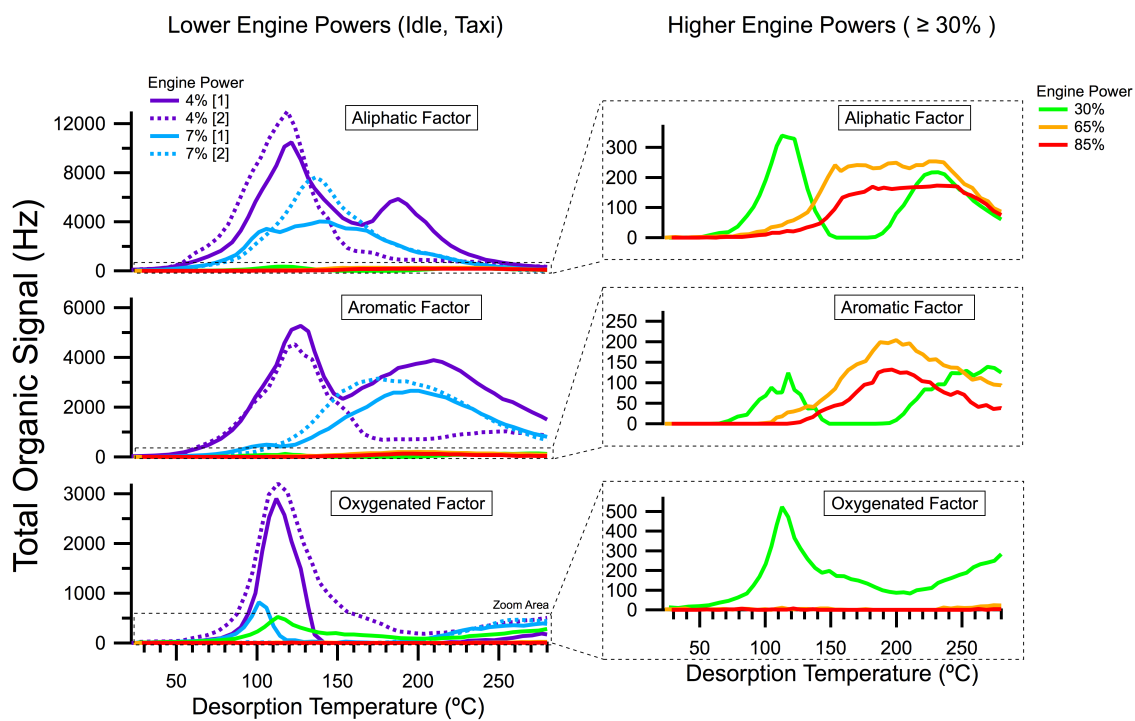 Lower Engine Powers (Idle, Taxi)
Higher Engine Powers ( ≥ 30% )
Total Organic Signal (Hz)
Engine Power
4% [1]
4% [2]
7% [1]
7% [2]
Aliphatic Factor
12000
8000
4000
0
Aliphatic Factor
300
200
100
0
Engine Power
30%
65%
85%
Aromatic Factor
6000
4000
2000
0
Aromatic Factor
250
200
150
100
50
0
Oxygenated Factor
3000
2000
1000
0
Zoom Area
50 100 150 200 250
Desorption Temperature (ºC)
Oxygenated Factor
500
400
300
200
100
0
50 100 150 200 250
Desorption Temperature (ºC)